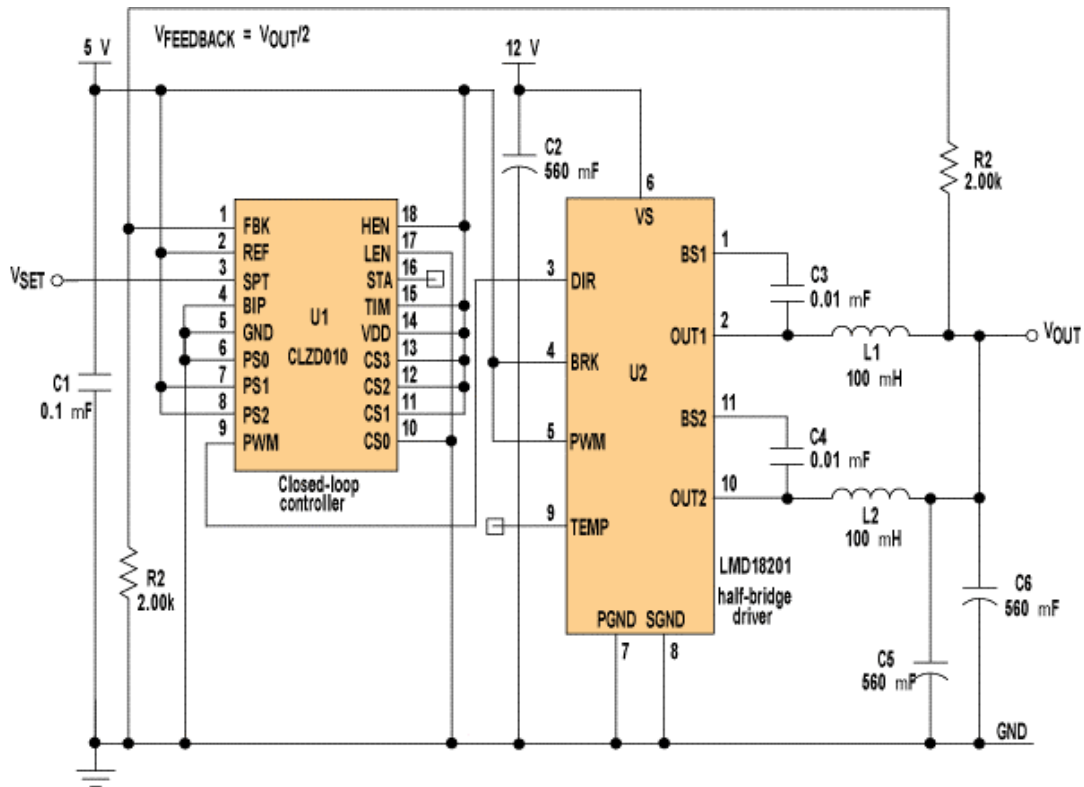 VFEEDBACK = VOUT/2
5 V
12 V
C2
560 mF
R2
2.00k
6
VS
1
FBK
HEN
18
2
REF
LEN
17
VSET
3
SPT
STA
16
4
BIP
TIM
15
5
GND
VDD
14
6
PS0
CS3
13
7
PS1
CS2
12
8
PS2
CS1
11
9
PWM
CS0
10
U1
CLZD010
Closed-loop
controller
C1
0.1 mF
R2
2.00k
3
DIR
4
BRK
5
PWM
9
TEMP
U2
BS1
1
OUT1
2
BS2
11
OUT2
10
PGND
SGND
7
8
C3
0.01 mF
L1
100 mH
VOUT
C4
0.01 mF
L2
100 mH
LMD18201
half-bridge
driver
C6
560 mF
C5
560 mF
GND